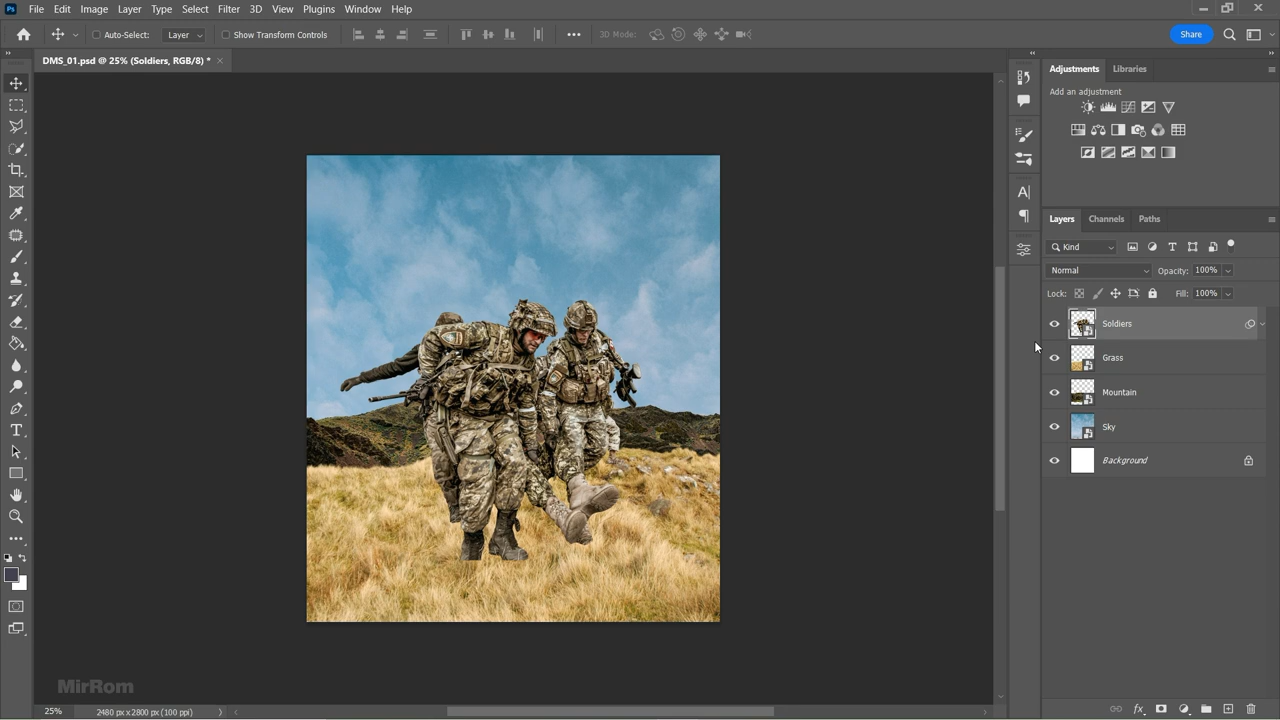 Ps File Edit Image Layer Type Select Filter 3D View Plugins Window Help
Auto-Select: Layer Show Transform Controls 3D Mode: Share
DMS_01.psd @ 25% (Soldiers, RGB/8) *
Adjustments Libraries
Add an adjustment
Layers Channels Paths
Kind
Normal Opacity: 100%
Lock: Fill: 100%
Soldiers
Grass
Mountain
Sky
Background
MirRom
25% 2480 px x 2800 px (100 ppi)